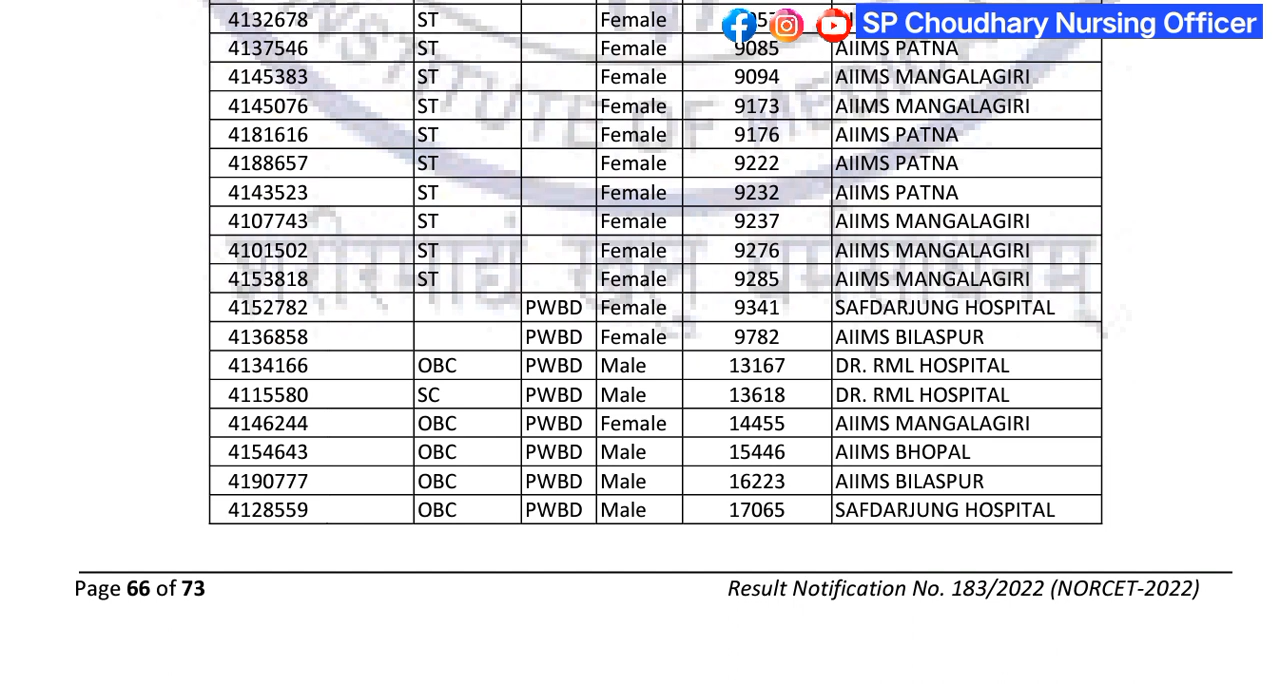 SP Choudhary Nursing Officer
4132678 ST Female
4137546 ST Female 9085 AIIMS PATNA
4145383 ST Female 9094 AIIMS MANGALAGIRI
4145076 ST Female 9173 AIIMS MANGALAGIRI
4181616 ST Female 9176 AIIMS PATNA
4188657 ST Female 9222 AIIMS PATNA
4143523 ST Female 9232 AIIMS PATNA
4107743 ST Female 9237 AIIMS MANGALAGIRI
4101502 ST Female 9276 AIIMS MANGALAGIRI
4153818 ST Female 9285 AIIMS MANGALAGIRI
4152782 PWBD Female 9341 SAFDARJUNG HOSPITAL
4136858 PWBD Female 9782 AIIMS BILASPUR
4134166 OBC PWBD Male 13167 DR. RML HOSPITAL
4115580 SC PWBD Male 13618 DR. RML HOSPITAL
4146244 OBC PWBD Female 14455 AIIMS MANGALAGIRI
4154643 OBC PWBD Male 15446 AIIMS BHOPAL
4190777 OBC PWBD Male 16223 AIIMS BILASPUR
4128559 OBC PWBD Male 17065 SAFDARJUNG HOSPITAL
Page 66 of 73 Result Notification No. 183/2022 (NORCET-2022)